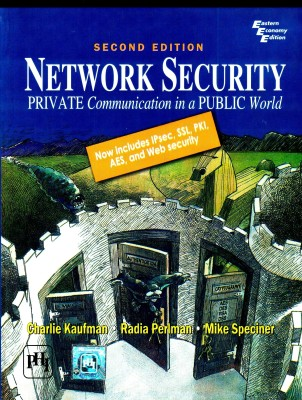 Eastern
Economy
Edition
SECOND EDITION
NETWORK SECURITY
PRIVATE Communication in a PUBLIC World
Now Includes IPsec, SSL, PKI,
AES, and Web security
Charlie Kaufman • Radia Perlman • Mike Speciner
PHI